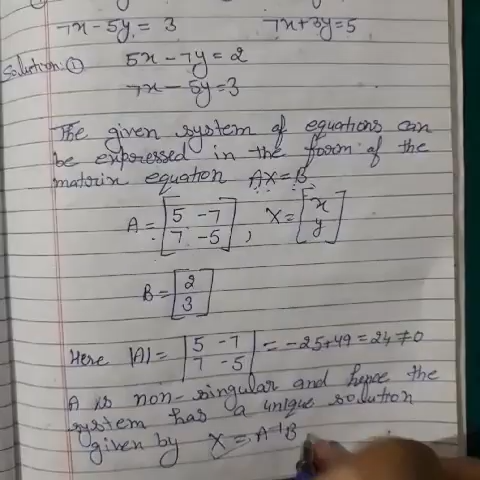 7x-5y = 3 7x+3y=5
Solution:① 5x-7y=2
7x-5y=3
The given system of equations can
be expressed in the form of the
matrix equation AX=B
A = [5 -7
7 -5], X = [x
y]
B = [2
3]
Here |A| = |5 -7
7 -5| = -25+49 = 24≠0
A is non-singular and hence the
system has a unique solution
given by X = A⁻¹B